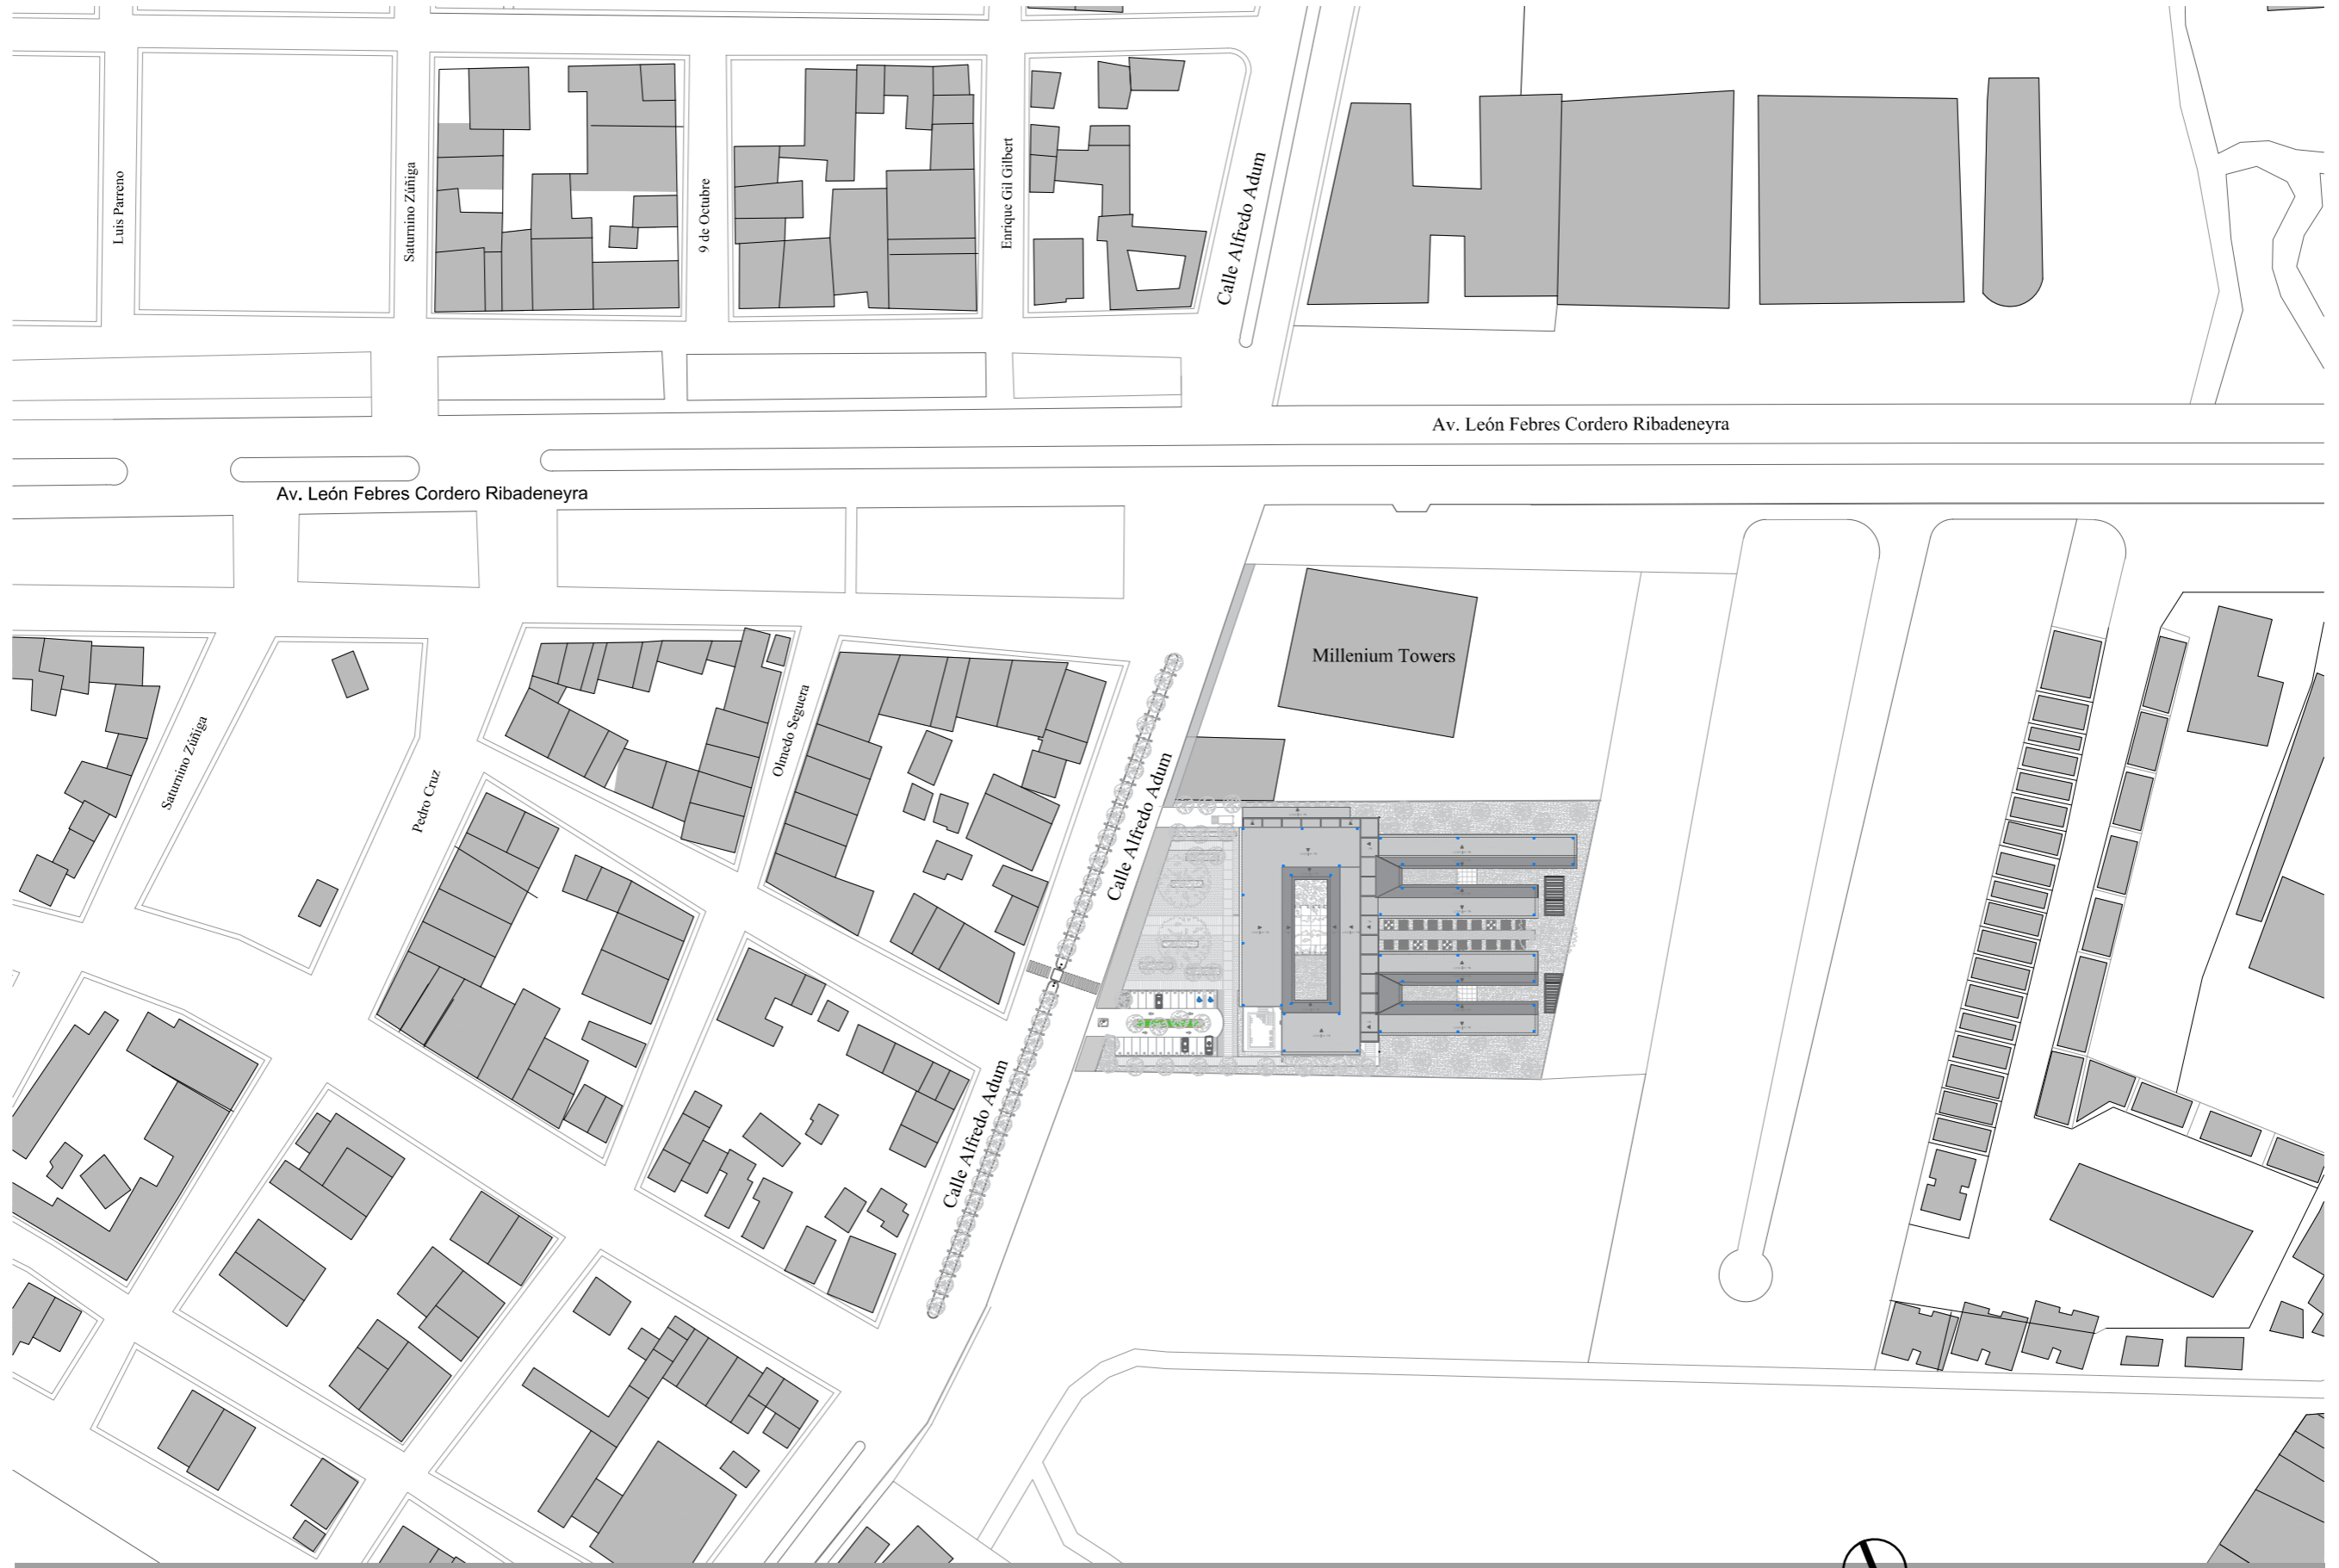 Luis Parreno
Saturnino Zúñiga
9 de Octubre
Enrique Gil Gilbert
Calle Alfredo Adum
Av. León Febres Cordero Ribadeneyra
Av. León Febres Cordero Ribadeneyra
Millenium Towers
Saturnino Zúñiga
Pedro Cruz
Olmedo Seguera
Calle Alfredo Adum
Calle Alfredo Adum